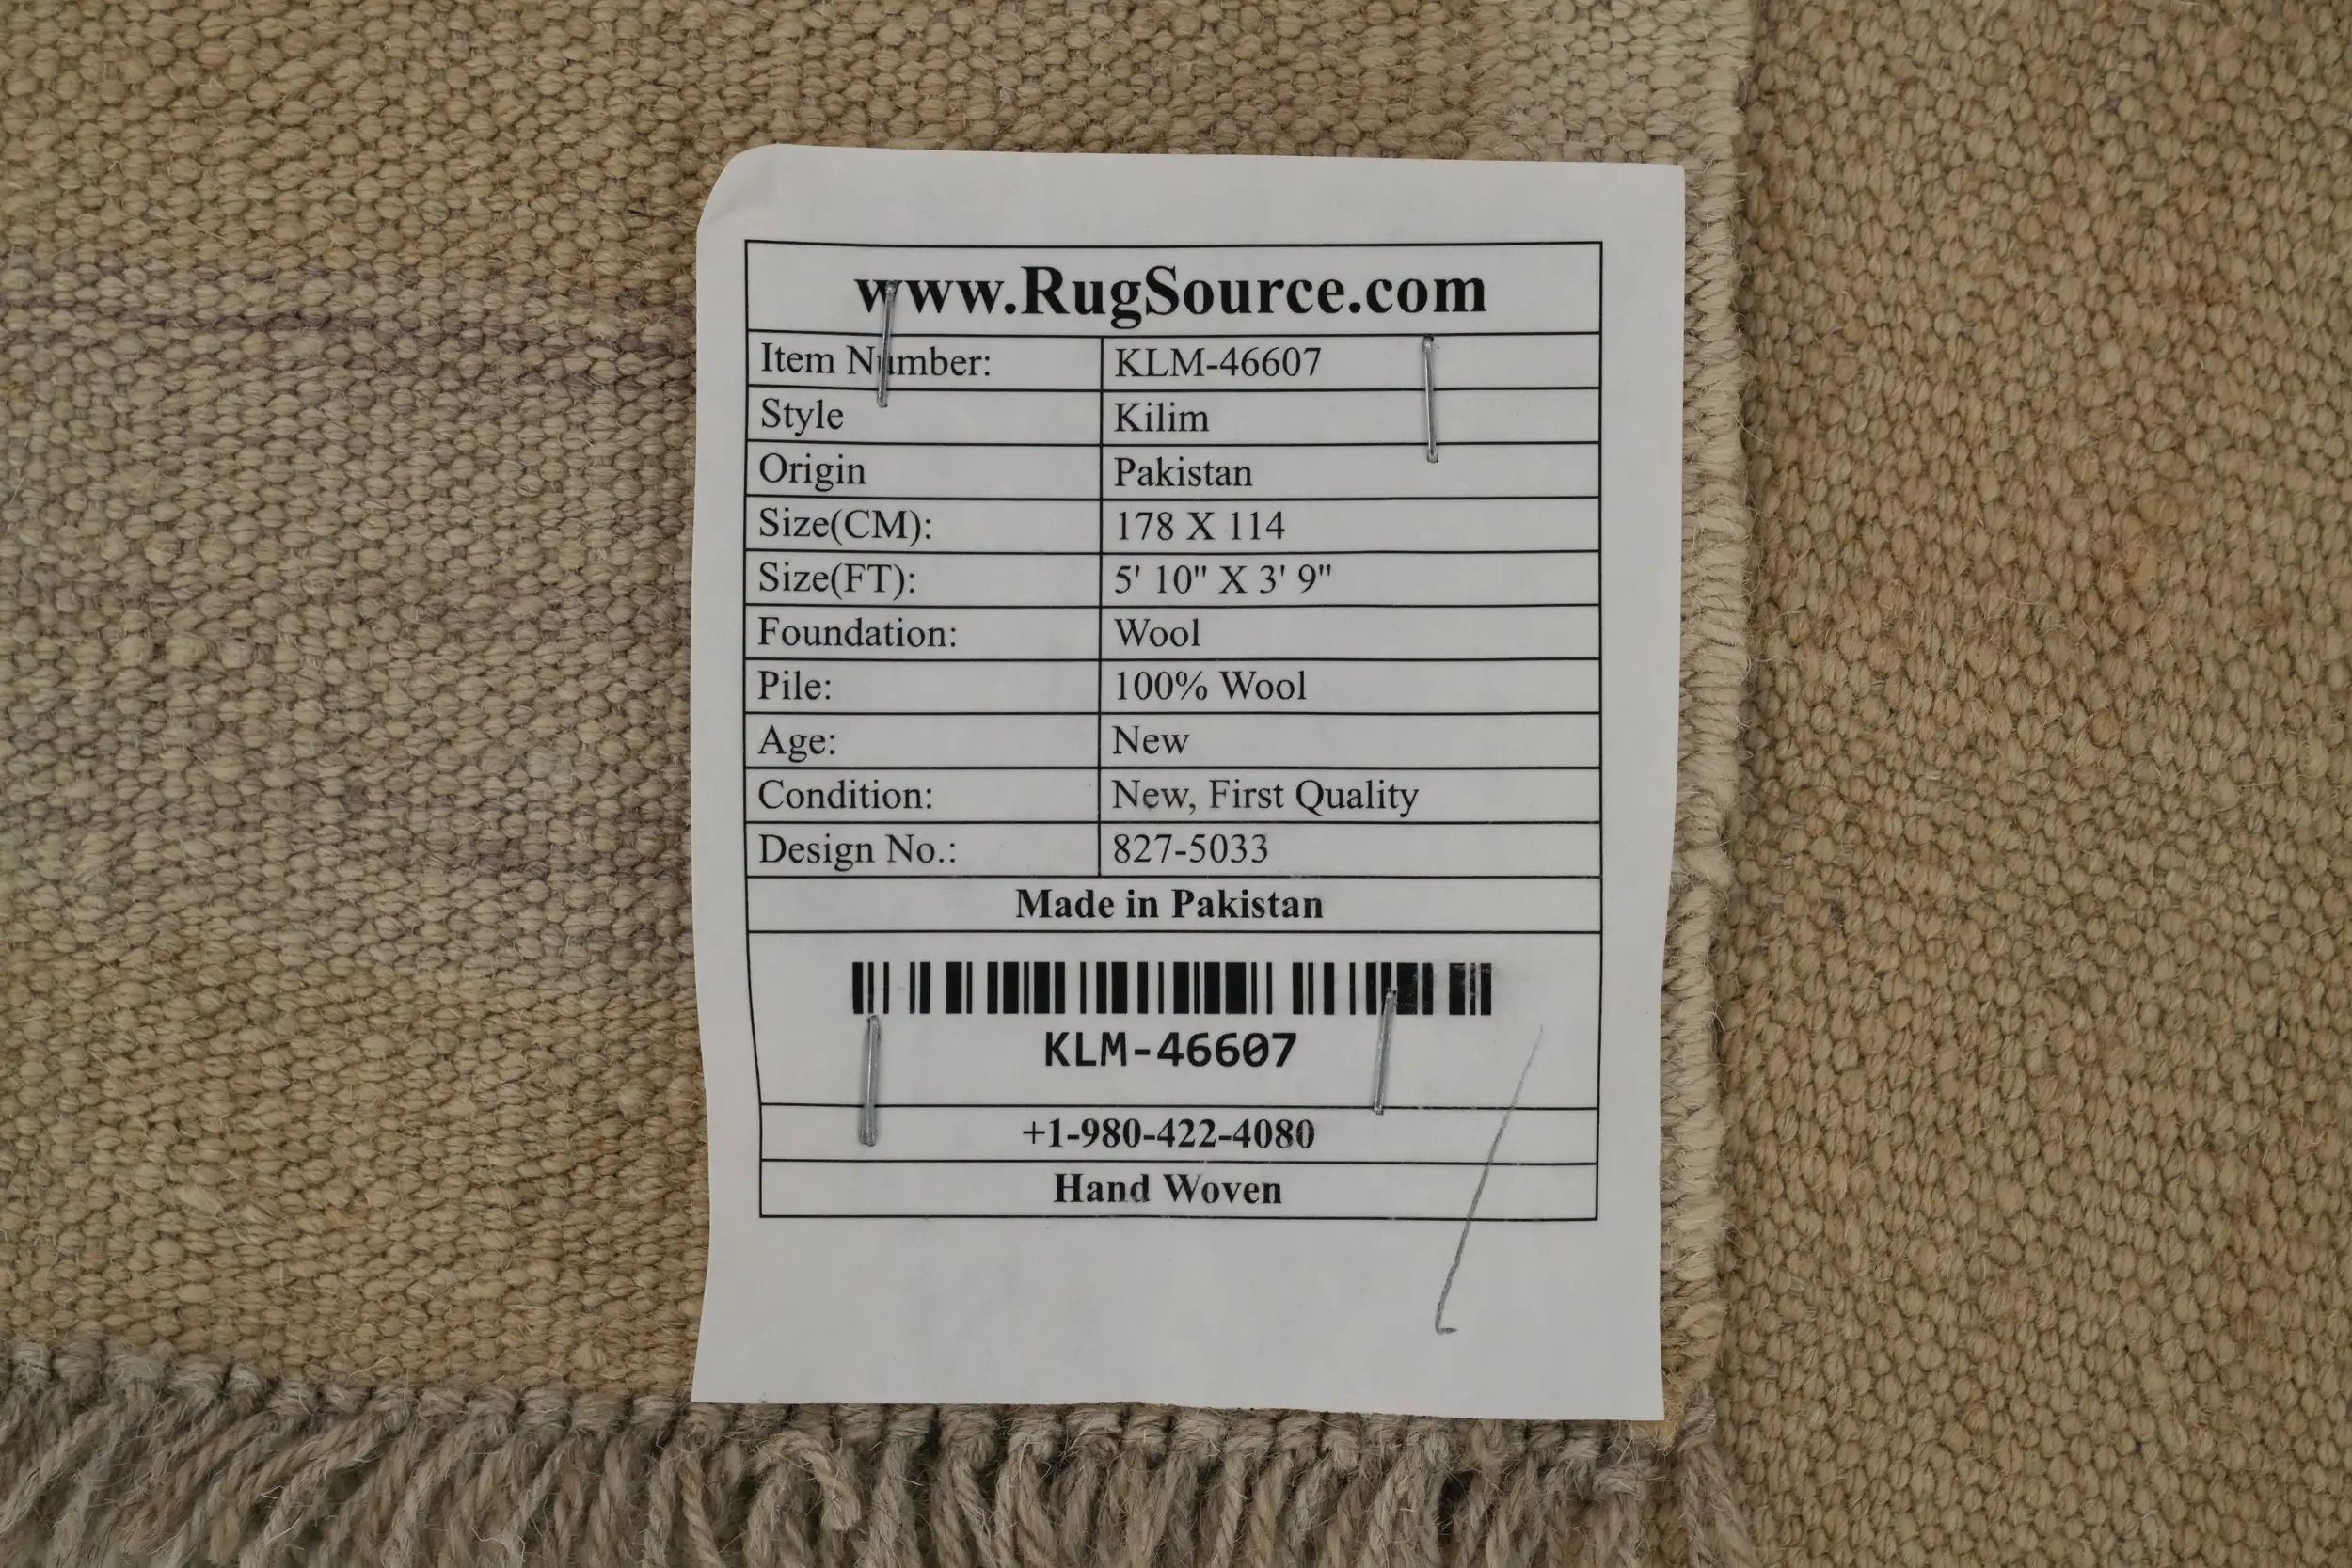 www.RugSource.com
Item Number: KLM-46607
Style Kilim
Origin Pakistan
Size(CM): 178 X 114
Size(FT): 5' 10" X 3' 9"
Foundation: Wool
Pile: 100% Wool
Age: New
Condition: New, First Quality
Design No.: 827-5033
Made in Pakistan
KLM-46607
+1-980-422-4080
Hand Woven